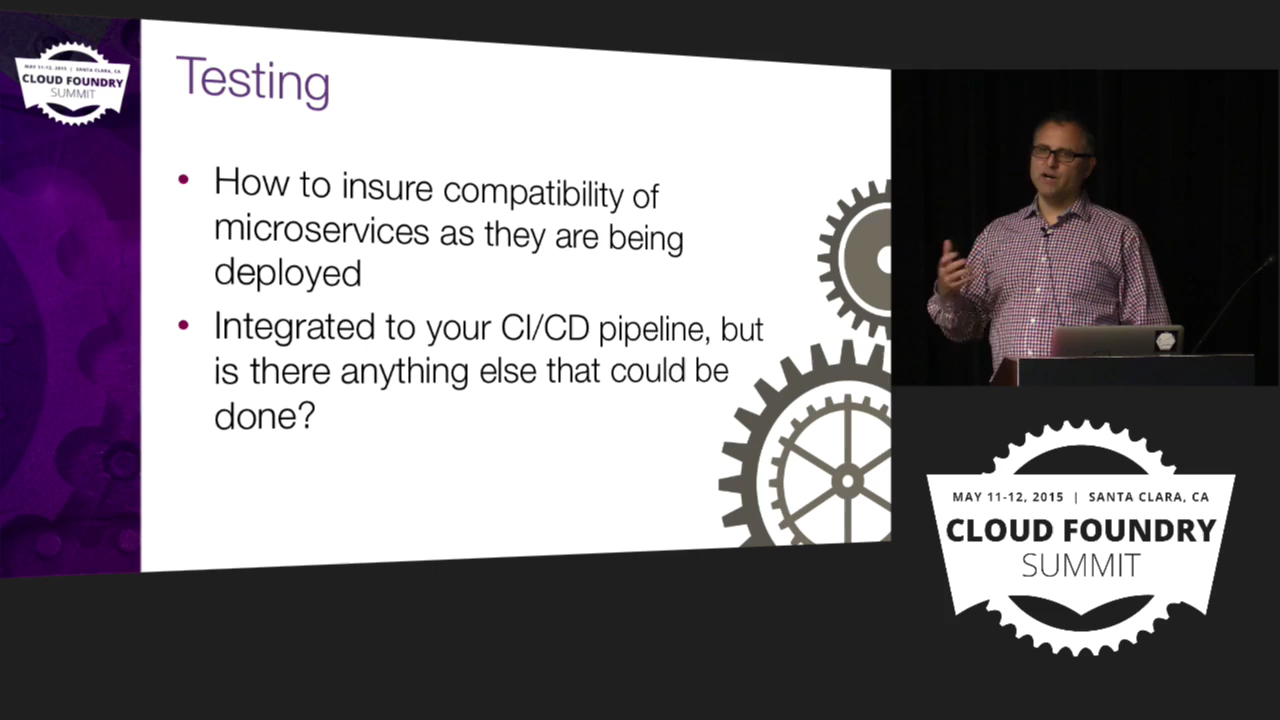 MAY 11-12, 2015 | SANTA CLARA, CA
CLOUD FOUNDRY
SUMMIT
Testing
• How to insure compatibility of
microservices as they are being
deployed
• Integrated to your CI/CD pipeline, but
is there anything else that could be
done?
MAY 11-12, 2015 | SANTA CLARA, CA
CLOUD FOUNDRY
SUMMIT